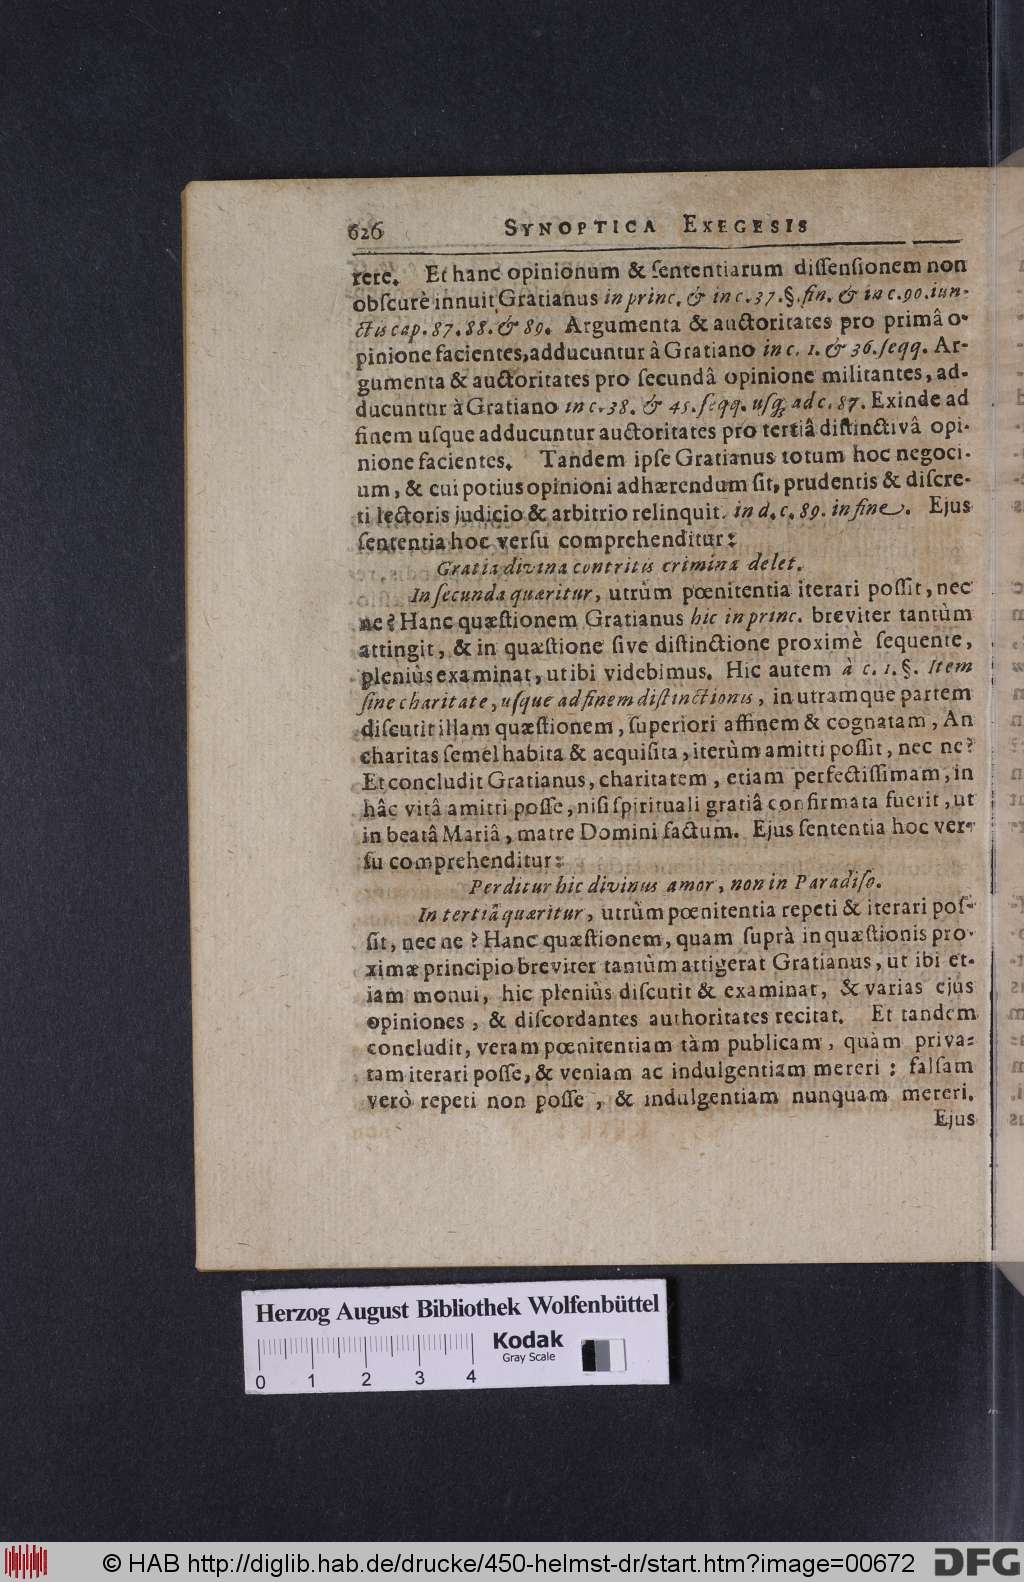 626 SYNOPTICA EXEGESIS
rere. Et hanc opinionum & ſententiarum diſſenſionem non
obſcurè innuit Gratianus in princ. & in c. 37. §. fin. & in c. 90. iun-
ctis cap. 87. 88. & 89. Argumenta & auctoritates pro primâ o-
pinione facientes, adducuntur à Gratiano in c. 1. & 36. ſeqq. Ar-
gumenta & auctoritates pro ſecundâ opinione militantes, ad-
ducuntur à Gratiano in c. 38. & 45. ſeqq. uſq; ad c. 87. Exinde ad
finem uſque adducuntur auctoritates pro tertiâ diſtinctivâ opi-
nione facientes. Tandem ipſe Gratianus totum hoc negoci-
um, & cui potius opinioni adhærendum ſit, prudentis & diſcre-
ti lectoris judicio & arbitrio relinquit. in d. c. 89. in fine. Ejus
ſententia hoc verſu comprehenditur:
Gratia divina contritis crimina delet.
In ſecunda quæritur, utrùm pœnitentia iterari poſſit, nec
ne? Hanc quæſtionem Gratianus hic in princ. breviter tantùm
attingit, & in quæſtione ſive diſtinctione proximè ſequente,
pleniùs examinat, ut ibi videbimus. Hic autem à c. 1. §. Item
ſine charitate, uſque ad finem diſtinctionis, in utramque partem
diſcutit illam quæſtionem, ſuperiori affinem & cognatam, An
charitas ſemel habita & acquiſita, iterùm amitti poſſit, nec ne?
Et concludit Gratianus, charitatem, etiam perfectiſſimam, in
hâc vitâ amitti poſſe, niſi ſpirituali gratiâ confirmata fuerit, ut
in beatâ Mariâ, matre Domini factum. Ejus ſententia hoc ver-
ſu comprehenditur:
Perditur hic divinus amor, non in Paradiſo.
In tertiâ quæritur, utrùm pœnitentia repeti & iterari poſ-
ſit, nec ne? Hanc quæſtionem, quam ſuprà in quæſtionis pro-
ximæ principio breviter tantùm attigerat Gratianus, ut ibi et-
iam monui, hic pleniùs diſcutit & examinat, & varias ejus
opiniones, & diſcordantes authoritates recitat. Et tandem
concludit, veram pœnitentiam tàm publicam, quàm priva-
tam iterari poſſe, & veniam ac indulgentiam mereri: falſam
verò repeti non poſſe, & indulgentiam nunquam mereri.
Ejus
Herzog August Bibliothek Wolfenbüttel
Kodak
Gray Scale
0 1 2 3 4
© HAB http://diglib.hab.de/drucke/450-helmst-dr/start.htm?image=00672 DFG